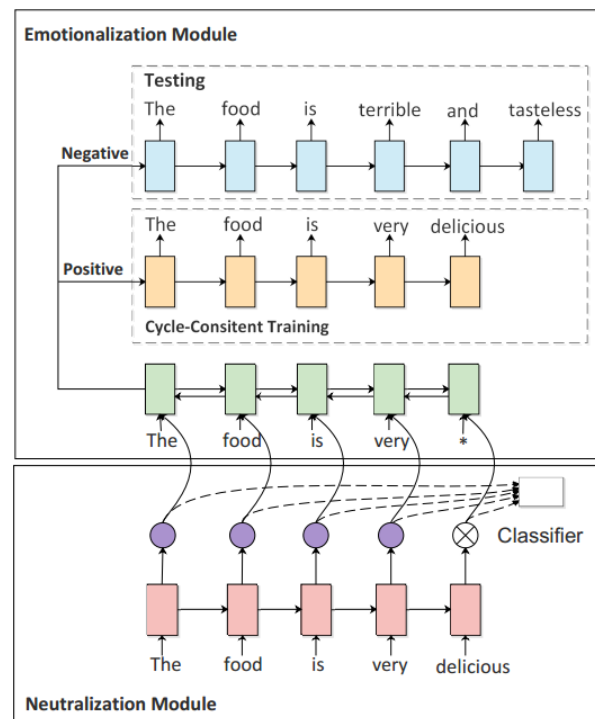 Emotionalization Module
Testing
The food is terrible and tasteless
Negative
The food is very delicious
Positive
Cycle-Consitent Training
The food is very *
Classifier
The food is very delicious
Neutralization Module